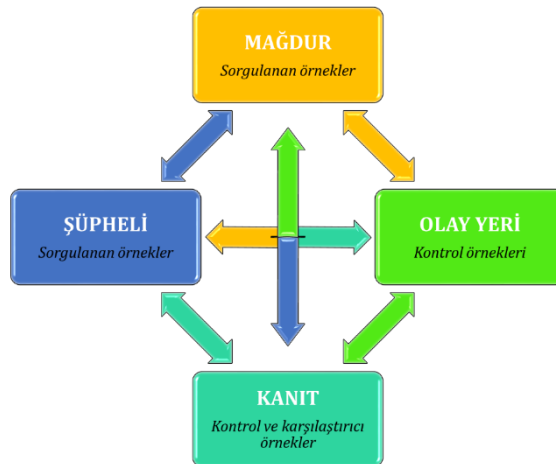 MAĞDUR
Sorgulanan örnekler
ŞÜPHELİ
Sorgulanan örnekler
OLAY YERİ
Kontrol örnekleri
KANIT
Kontrol ve karşılaştırıcı
örnekler